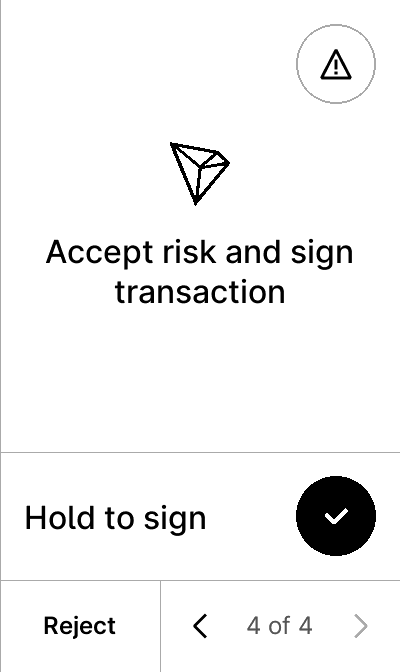 Accept risk and sign
transaction
Hold to sign
Reject
4 of 4